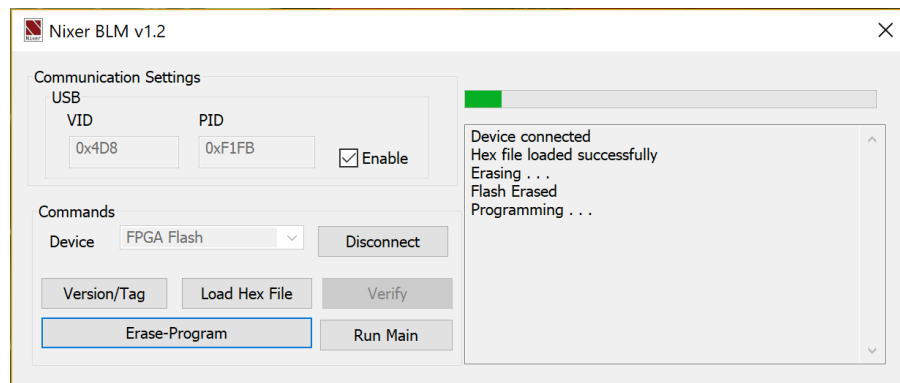 Nixer BLM v1.2
Communication Settings
USB
VID PID
0x4D8 0xF1FB
Enable
Commands
Device FPGA Flash Disconnect
Version/Tag Load Hex File Verify
Erase-Program Run Main
Device connected
Hex file loaded successfully
Erasing . . .
Flash Erased
Programming . . .